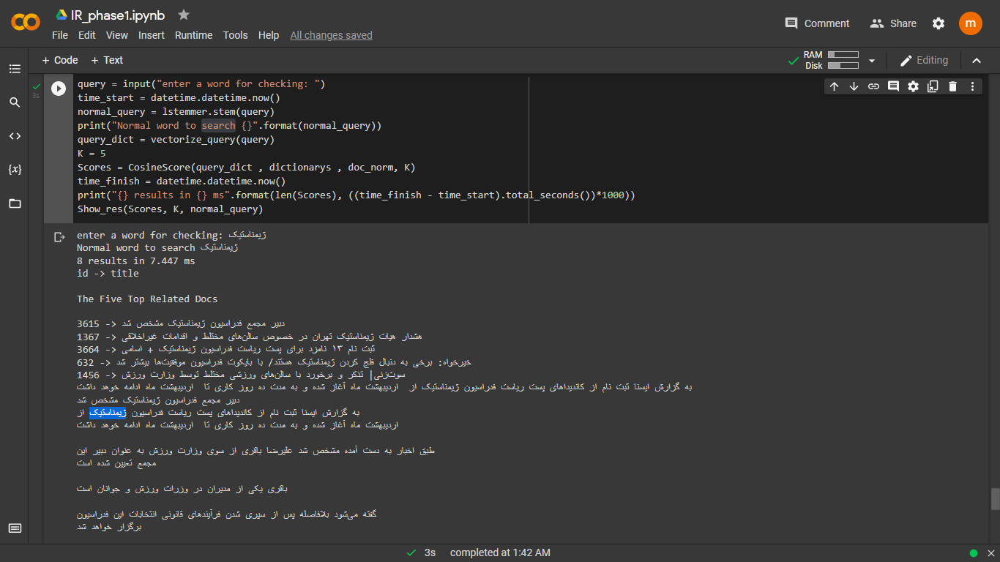 IR_phase1.ipynb
File Edit View Insert Runtime Tools Help All changes saved
Comment Share m
+ Code + Text
RAM
Disk
Editing
3s
query = input("enter a word for checking: ")
time_start = datetime.datetime.now()
normal_query = lstemmer.stem(query)
print("Normal word to search {}".format(normal_query))
query_dict = vectorize_query(query)
K = 5
Scores = CosineScore(query_dict , dictionarys , doc_norm, K)
time_finish = datetime.datetime.now()
print("{} results in {} ms".format(len(Scores), ((time_finish - time_start).total_seconds())*1000))
Show_res(Scores, K, normal_query)
enter a word for checking: ژیمناستیک
Normal word to search ژیمناستیک
8 results in 7.447 ms
id -> title
The Five Top Related Docs
3615 -> دبیر مجمع فدراسیون ژیمناستیک مشخص شد
1367 -> هشدار هیات ژیمناستیک تهران در خصوص سالن‌های مختلط و اقدامات غیراخلاقی
3664 -> ثبت نام ۱۳ نامزد برای پست ریاست فدراسیون ژیمناستیک + اسامی
632 -> خیرخواه: برخی به دنبال فلج کردن ژیمناستیک هستند/ با بایکوت فدراسیون موفقیت‌ها بیشتر شد
1456 -> سوت‌زنی| تذکر و برخورد با سالن‌های ورزشی مختلط توسط وزارت ورزش
به گزارش ایسنا ثبت نام از کاندیداهای پست ریاست فدراسیون ژیمناستیک از اردیبهشت ماه آغاز شده و به مدت ده روز کاری تا اردیبهشت ماه ادامه خوهد داشت
دبیر مجمع فدراسیون ژیمناستیک مشخص شد
به گزارش ایسنا ثبت نام از کاندیداهای پست ریاست فدراسیون ژیمناستیک از
اردیبهشت ماه آغاز شده و به مدت ده روز کاری تا اردیبهشت ماه ادامه خوهد داشت
طبق اخبار به دست آمده مشخص شد علیرضا باقری از سوی وزارت ورزش به عنوان دبیر این
مجمع تعیین شده است
باقری یکی از مدیران در وزرات ورزش و جوانان است
گفته می‌شود بلافاصله پس از سپری شدن فرآیندهای قانونی انتخابات این فدراسیون
برگزار خواهد شد
3s completed at 1:42 AM